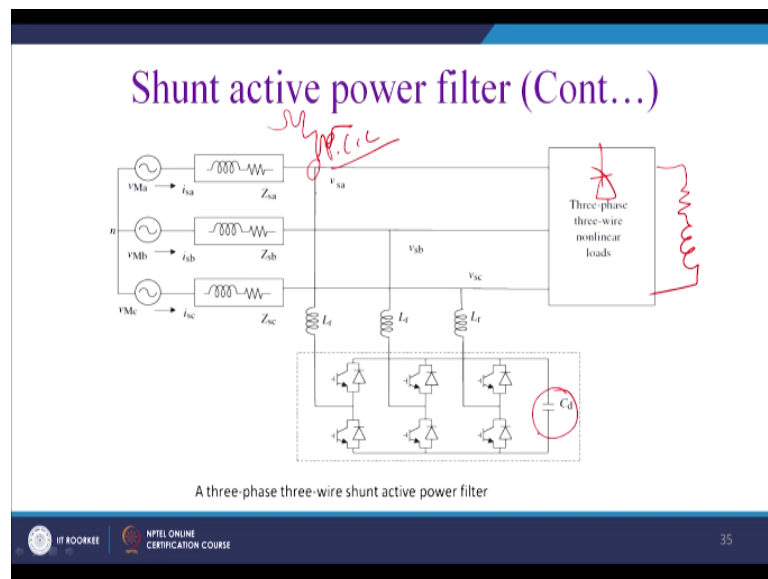 Shunt active power filter (Cont…)
P.C.C
vMa
isa
Zsa
vsa
n
vMb
isb
Zsb
vsb
vMc
isc
Zsc
vsc
Three-phase
three-wire
nonlinear
loads
Lf
Lf
Lf
Cd
A three-phase three-wire shunt active power filter
IIT ROORKEE
NPTEL ONLINE
CERTIFICATION COURSE
35